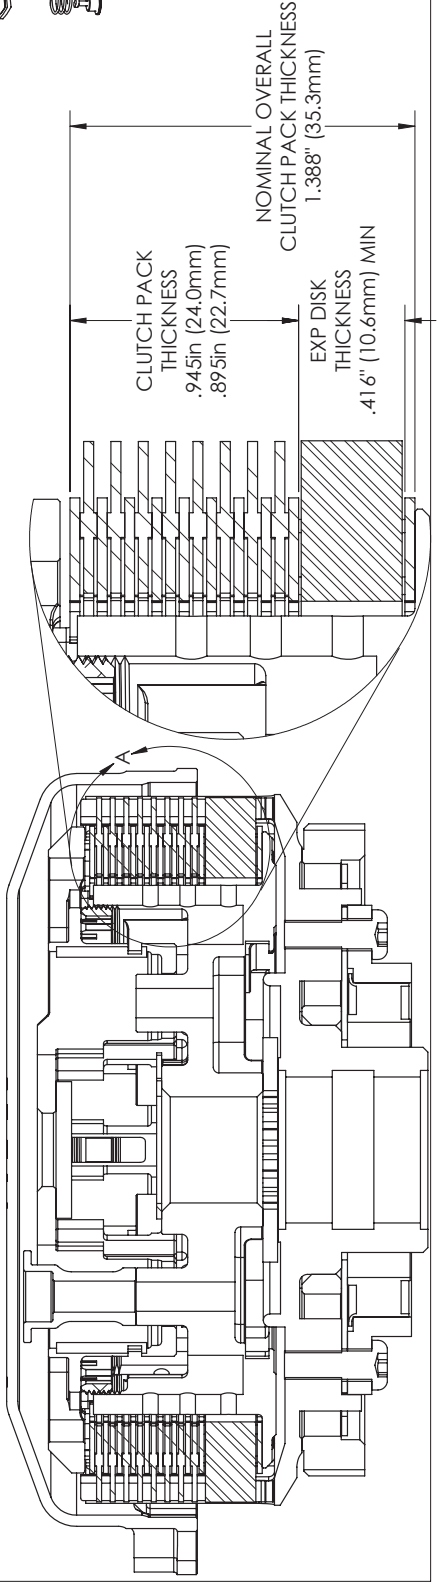 CLUTCH PACK
THICKNESS
.945in (24.0mm)
.895in (22.7mm)
NOMINAL OVERALL
CLUTCH PACK THICKNESS
1.388" (35.3mm)
EXP DISK
THICKNESS
.416" (10.6mm) MIN
A